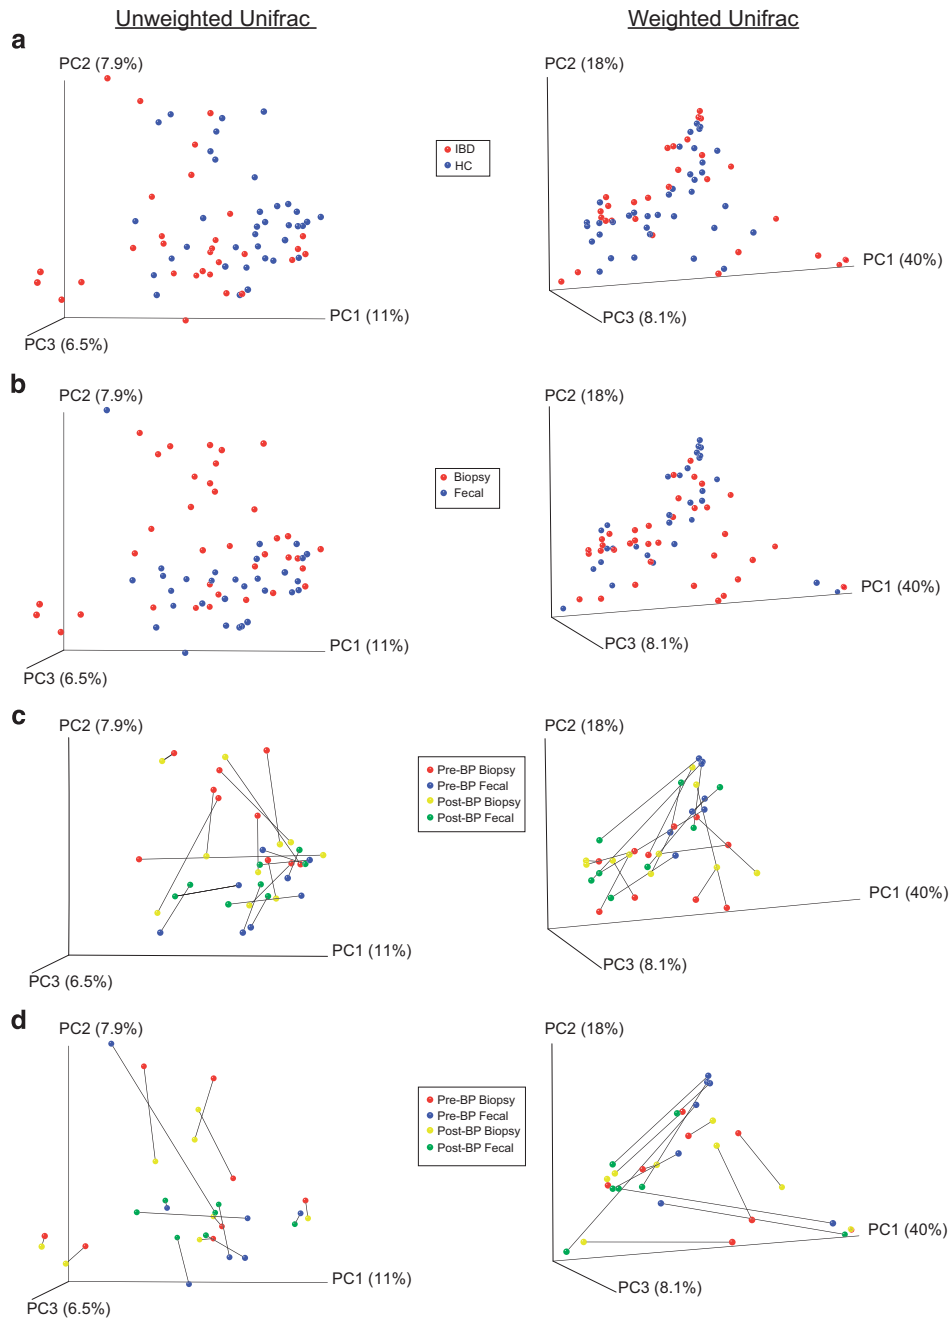 Unweighted Unifrac
Weighted Unifrac
a
PC2 (7.9%)
PC1 (11%)
PC3 (6.5%)
IBD
HC
PC2 (18%)
PC1 (40%)
PC3 (8.1%)
b
PC2 (7.9%)
PC1 (11%)
PC3 (6.5%)
Biopsy
Fecal
PC2 (18%)
PC1 (40%)
PC3 (8.1%)
c
PC2 (7.9%)
PC1 (11%)
PC3 (6.5%)
Pre-BP Biopsy
Pre-BP Fecal
Post-BP Biopsy
Post-BP Fecal
PC2 (18%)
PC1 (40%)
PC3 (8.1%)
d
PC2 (7.9%)
PC1 (11%)
PC3 (6.5%)
Pre-BP Biopsy
Pre-BP Fecal
Post-BP Biopsy
Post-BP Fecal
PC2 (18%)
PC1 (40%)
PC3 (8.1%)